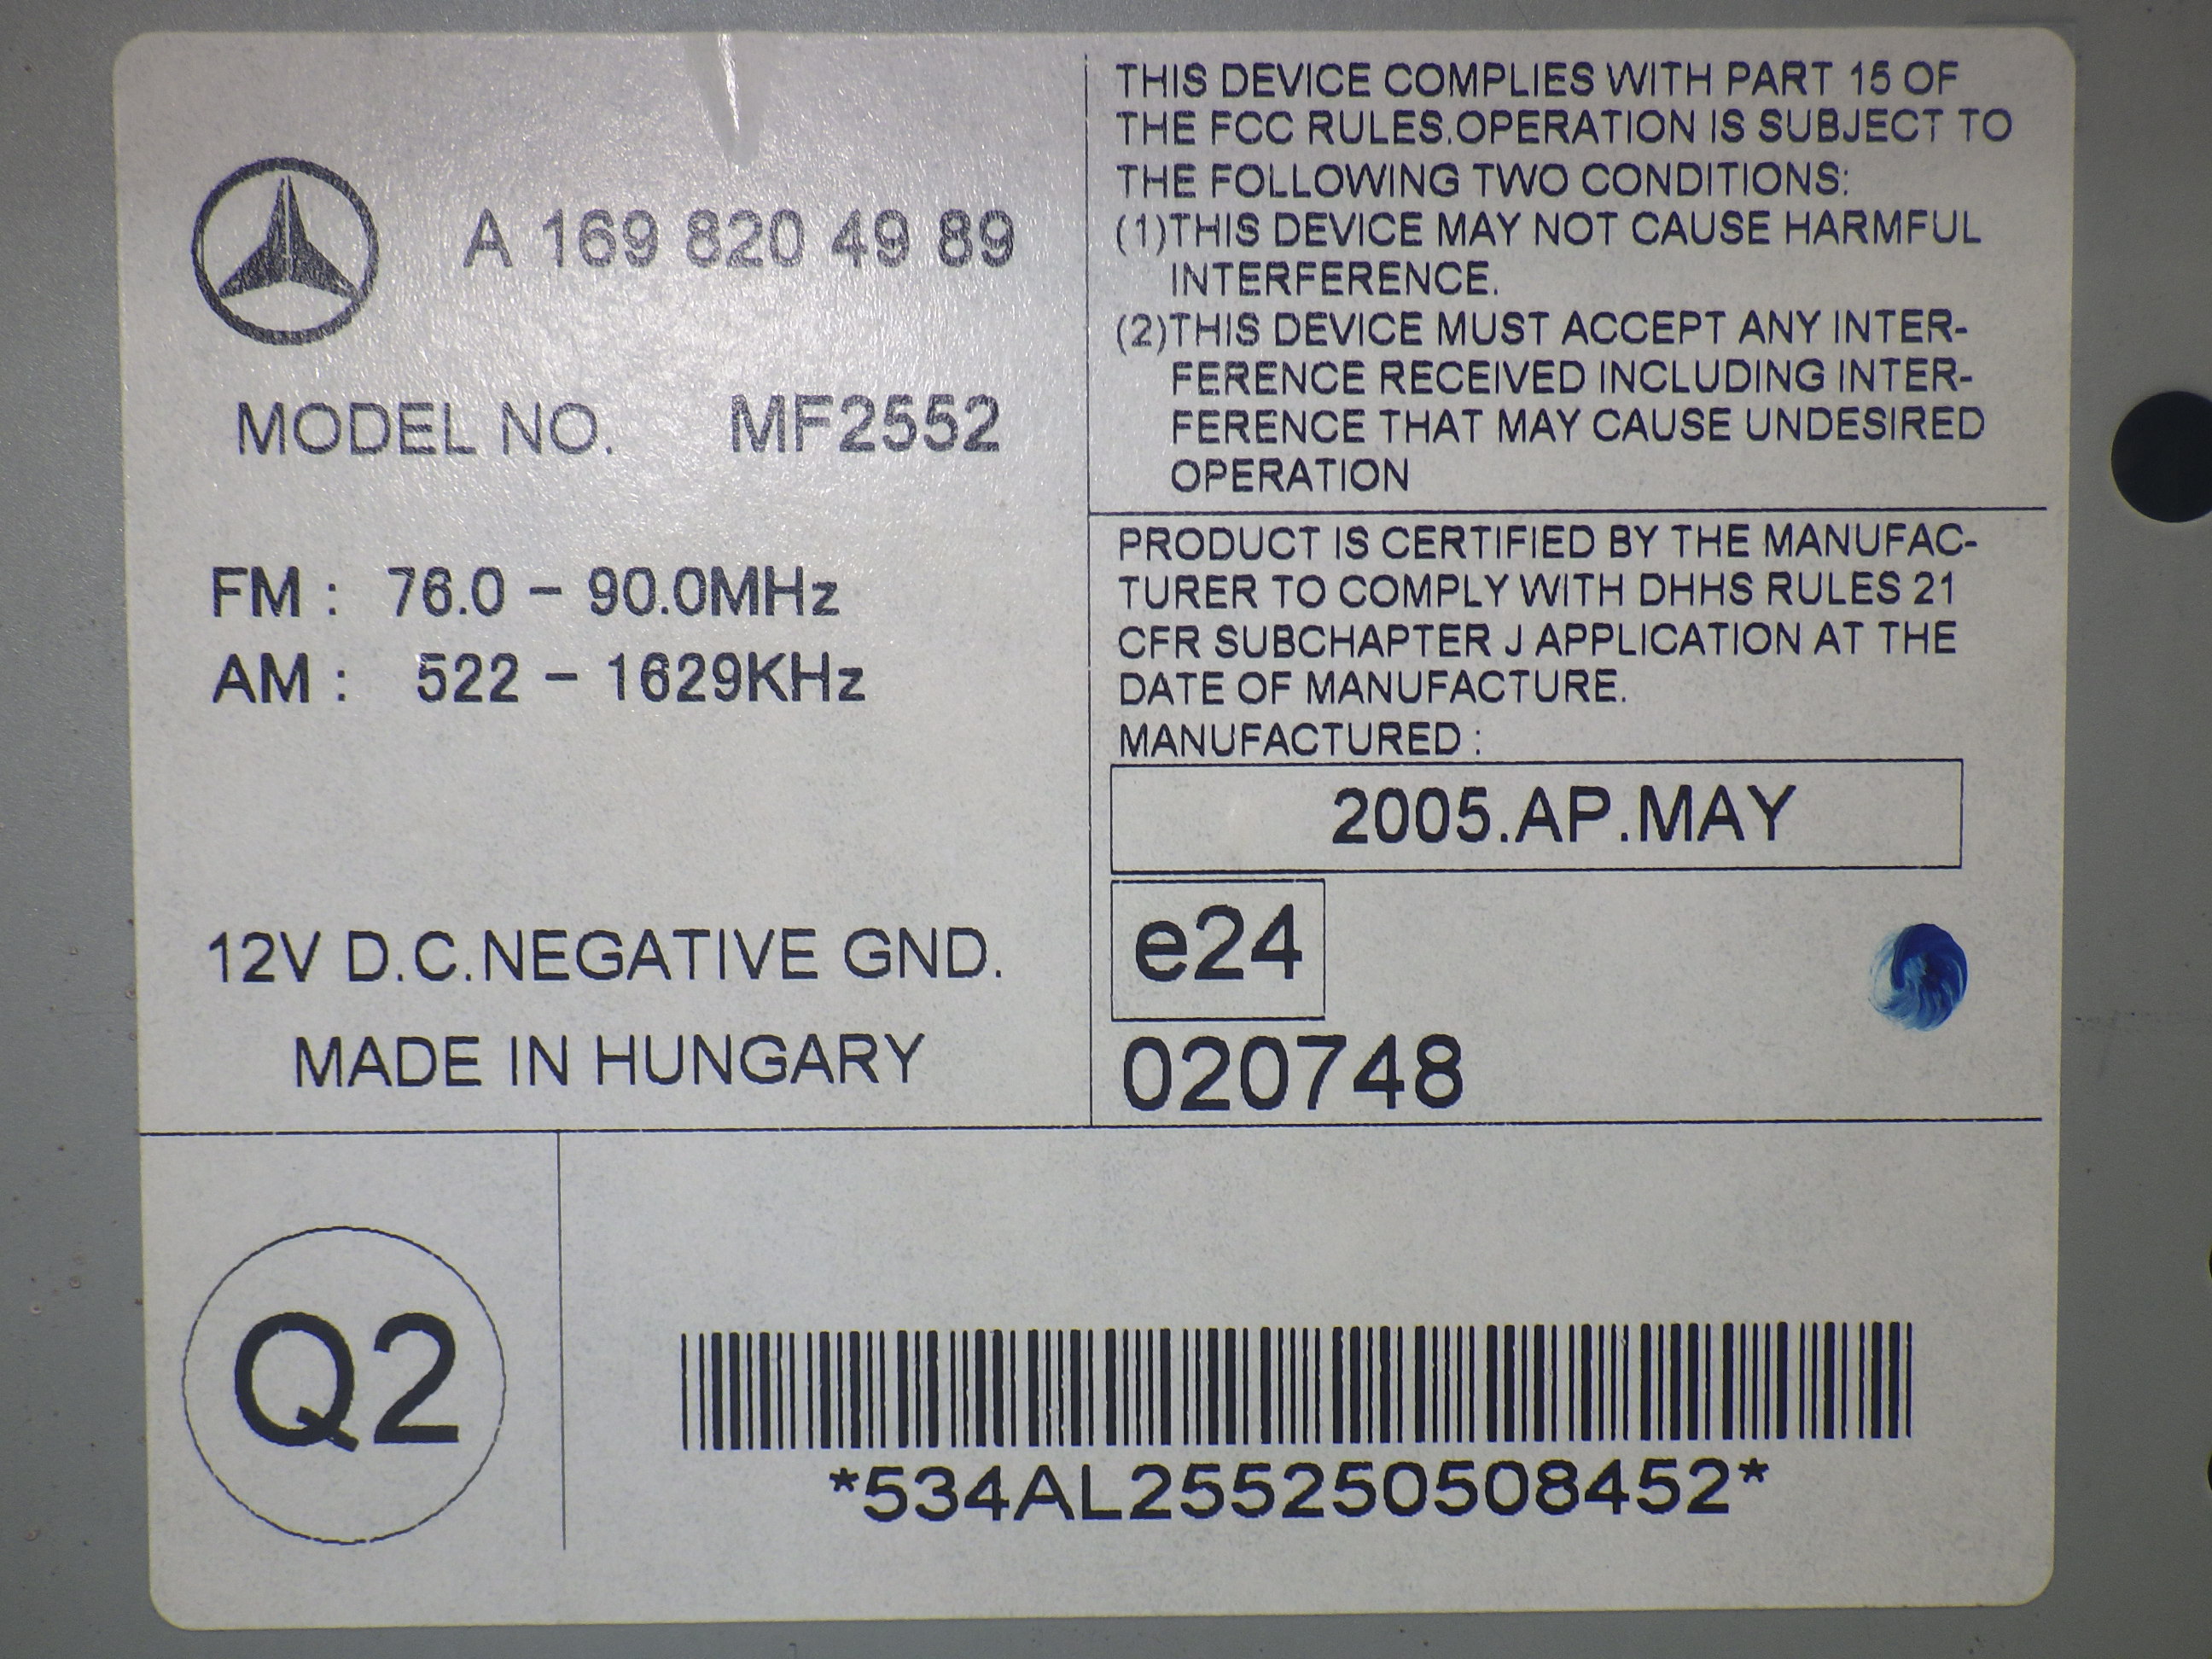 A 169 820 49 89
MODEL NO. MF2552
FM : 76.0 – 90.0MHz
AM : 522 – 1629KHz
12V D.C.NEGATIVE GND.
MADE IN HUNGARY
THIS DEVICE COMPLIES WITH PART 15 OF
THE FCC RULES.OPERATION IS SUBJECT TO
THE FOLLOWING TWO CONDITIONS:
(1)THIS DEVICE MAY NOT CAUSE HARMFUL
INTERFERENCE.
(2)THIS DEVICE MUST ACCEPT ANY INTER-
FERENCE RECEIVED INCLUDING INTER-
FERENCE THAT MAY CAUSE UNDESIRED
OPERATION
PRODUCT IS CERTIFIED BY THE MANUFAC-
TURER TO COMPLY WITH DHHS RULES 21
CFR SUBCHAPTER J APPLICATION AT THE
DATE OF MANUFACTURE.
MANUFACTURED :
2005.AP.MAY
e24
020748
Q2
*534AL255250508452*